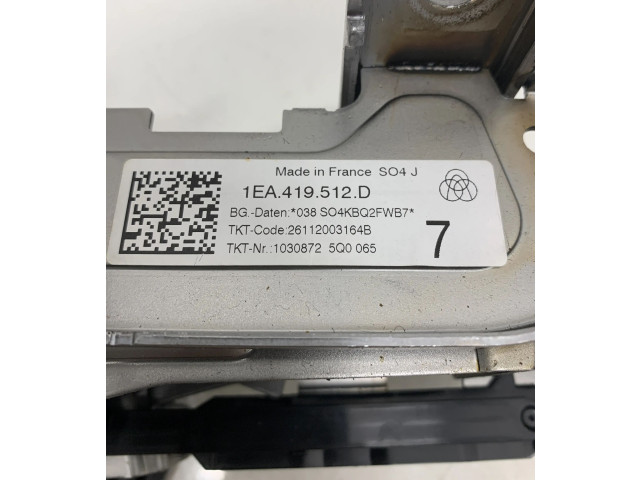 Made in France SO4 J
1EA.419.512.D
BG.-Daten:*038 SO4KBQ2FWB7*
TKT-Code:26112003164B
TKT-Nr.:1030872 5Q0 065
7